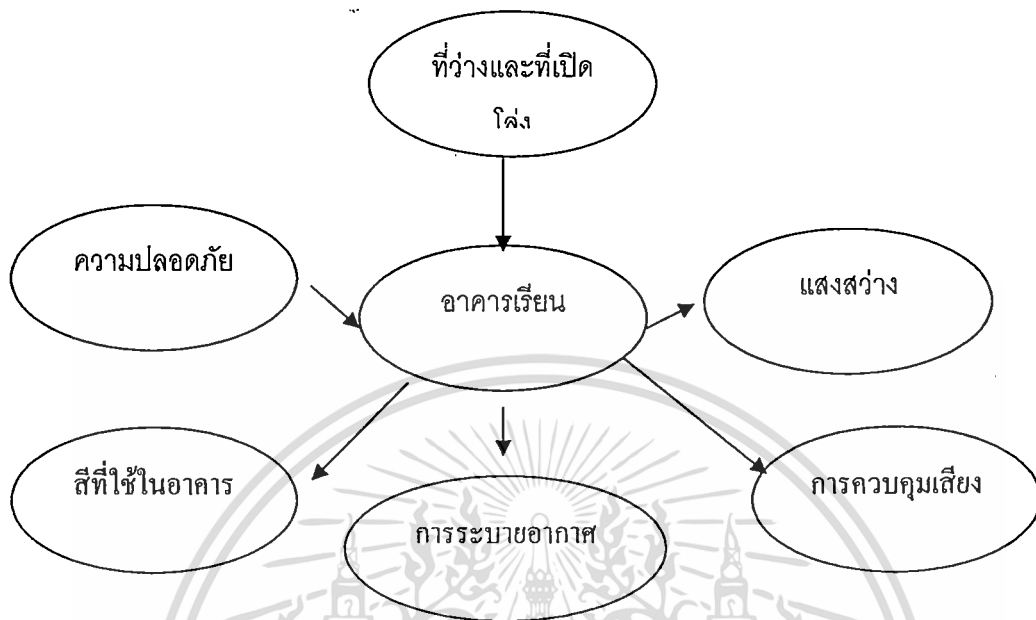 ที่ว่างและที่เปิด
โล่ง
ความปลอดภัย
แสงสว่าง
อาคารเรียน
สีที่ใช้ในอาคาร
การควบคุมเสียง
การระบายอากาศ